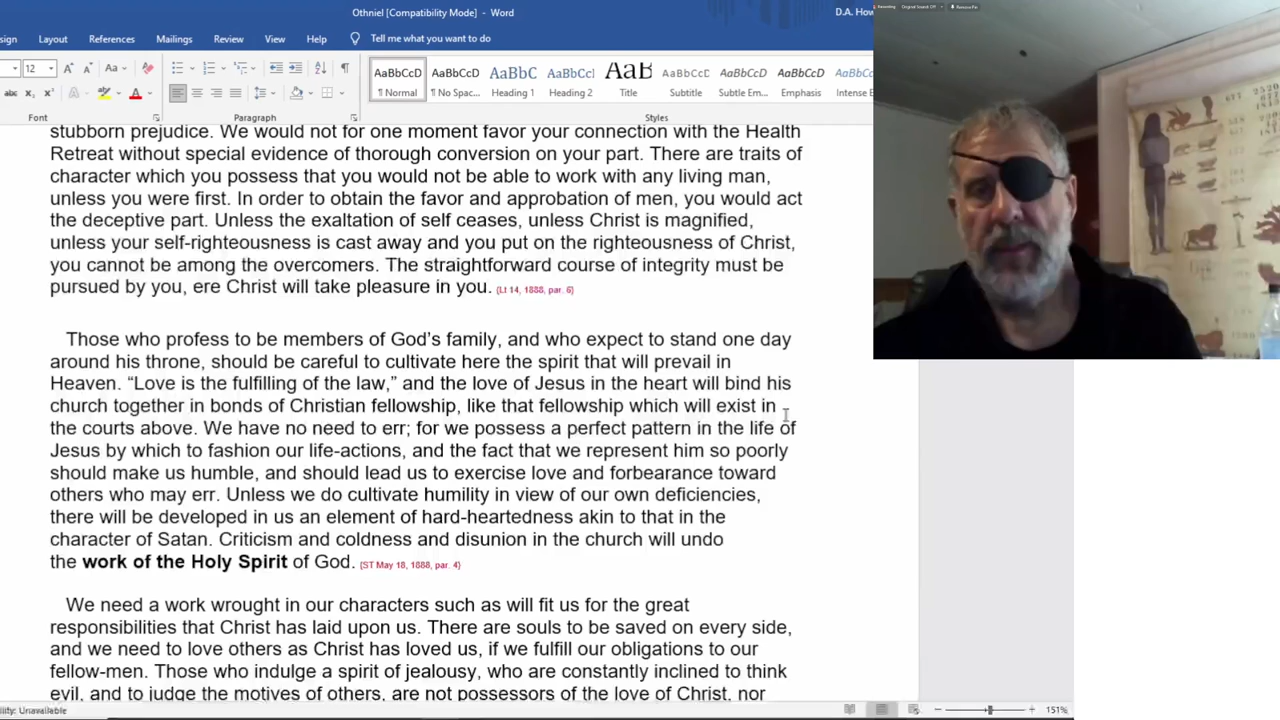 Othniel [Compatibility Mode] - Word
D.A. How
Recording Original Sound: Off Remove Pin
sign Layout References Mailings Review View Help Tell me what you want to do
12 Aa
abc
AaBbCcD AaBbCcD AaBbC AaBbCc AaB AaBbCcD AaBbCcD AaBbCcD AaBbCcD
¶ Normal ¶ No Spac... Heading 1 Heading 2 Title Subtitle Subtle Em... Emphasis Intense E
Font Paragraph Styles
stubborn prejudice. We would not for one moment favor your connection with the Health
Retreat without special evidence of thorough conversion on your part. There are traits of
character which you possess that you would not be able to work with any living man,
unless you were first. In order to obtain the favor and approbation of men, you would act
the deceptive part. Unless the exaltation of self ceases, unless Christ is magnified,
unless your self-righteousness is cast away and you put on the righteousness of Christ,
you cannot be among the overcomers. The straightforward course of integrity must be
pursued by you, ere Christ will take pleasure in you. (Lt 14, 1888, par. 6)
Those who profess to be members of God's family, and who expect to stand one day
around his throne, should be careful to cultivate here the spirit that will prevail in
Heaven. “Love is the fulfilling of the law,” and the love of Jesus in the heart will bind his
church together in bonds of Christian fellowship, like that fellowship which will exist in
the courts above. We have no need to err; for we possess a perfect pattern in the life of
Jesus by which to fashion our life-actions, and the fact that we represent him so poorly
should make us humble, and should lead us to exercise love and forbearance toward
others who may err. Unless we do cultivate humility in view of our own deficiencies,
there will be developed in us an element of hard-heartedness akin to that in the
character of Satan. Criticism and coldness and disunion in the church will undo
the work of the Holy Spirit of God. (ST May 18, 1888, par. 4)
We need a work wrought in our characters such as will fit us for the great
responsibilities that Christ has laid upon us. There are souls to be saved on every side,
and we need to love others as Christ has loved us, if we fulfill our obligations to our
fellow-men. Those who indulge a spirit of jealousy, who are constantly inclined to think
evil, and to judge the motives of others, are not possessors of the love of Christ, nor
lity: Unavailable
151%
677
2520